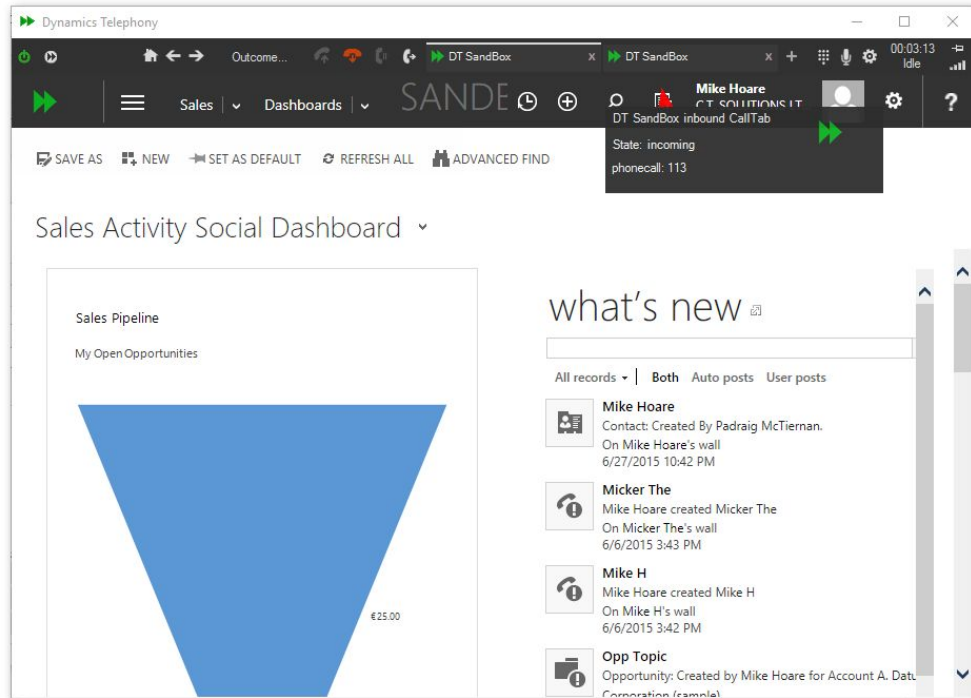 Dynamics Telephony
Outcome...
DT SandBox x
DT SandBox x
00:03:13
Idle
Sales
Dashboards
SANDE
Mike Hoare
C.T. SOLUTIONS LT
?
DT SandBox inbound CallTab
State: incoming
phonecall: 113
SAVE AS
NEW
SET AS DEFAULT
REFRESH ALL
ADVANCED FIND
Sales Activity Social Dashboard
Sales Pipeline
My Open Opportunities
€25.00
what's new
All records
Both Auto posts User posts
Mike Hoare
Contact: Created By Padraig McTiernan.
On Mike Hoare's wall
6/27/2015 10:42 PM
Micker The
Mike Hoare created Micker The
On Micker The's wall
6/6/2015 3:43 PM
Mike H
Mike Hoare created Mike H
On Mike H's wall
6/6/2015 3:42 PM
Opp Topic
Opportunity: Created by Mike Hoare for Account A. Datu
Corporation (sample)